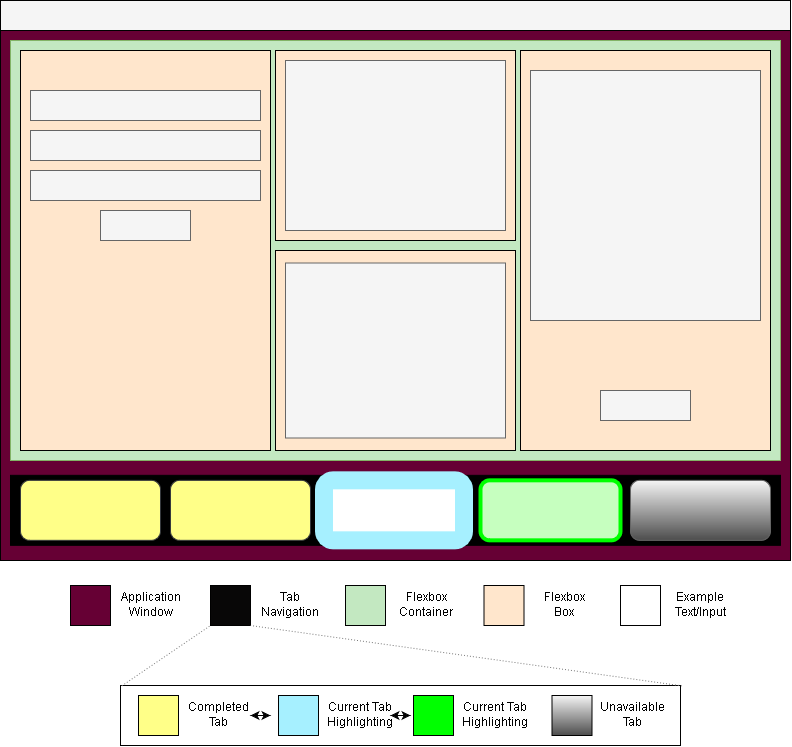 Application
Window
Tab
Navigation
Flexbox
Container
Flexbox
Box
Example
Text/Input
Completed
Tab
Current Tab
Highlighting
Current Tab
Highlighting
Unavailable
Tab